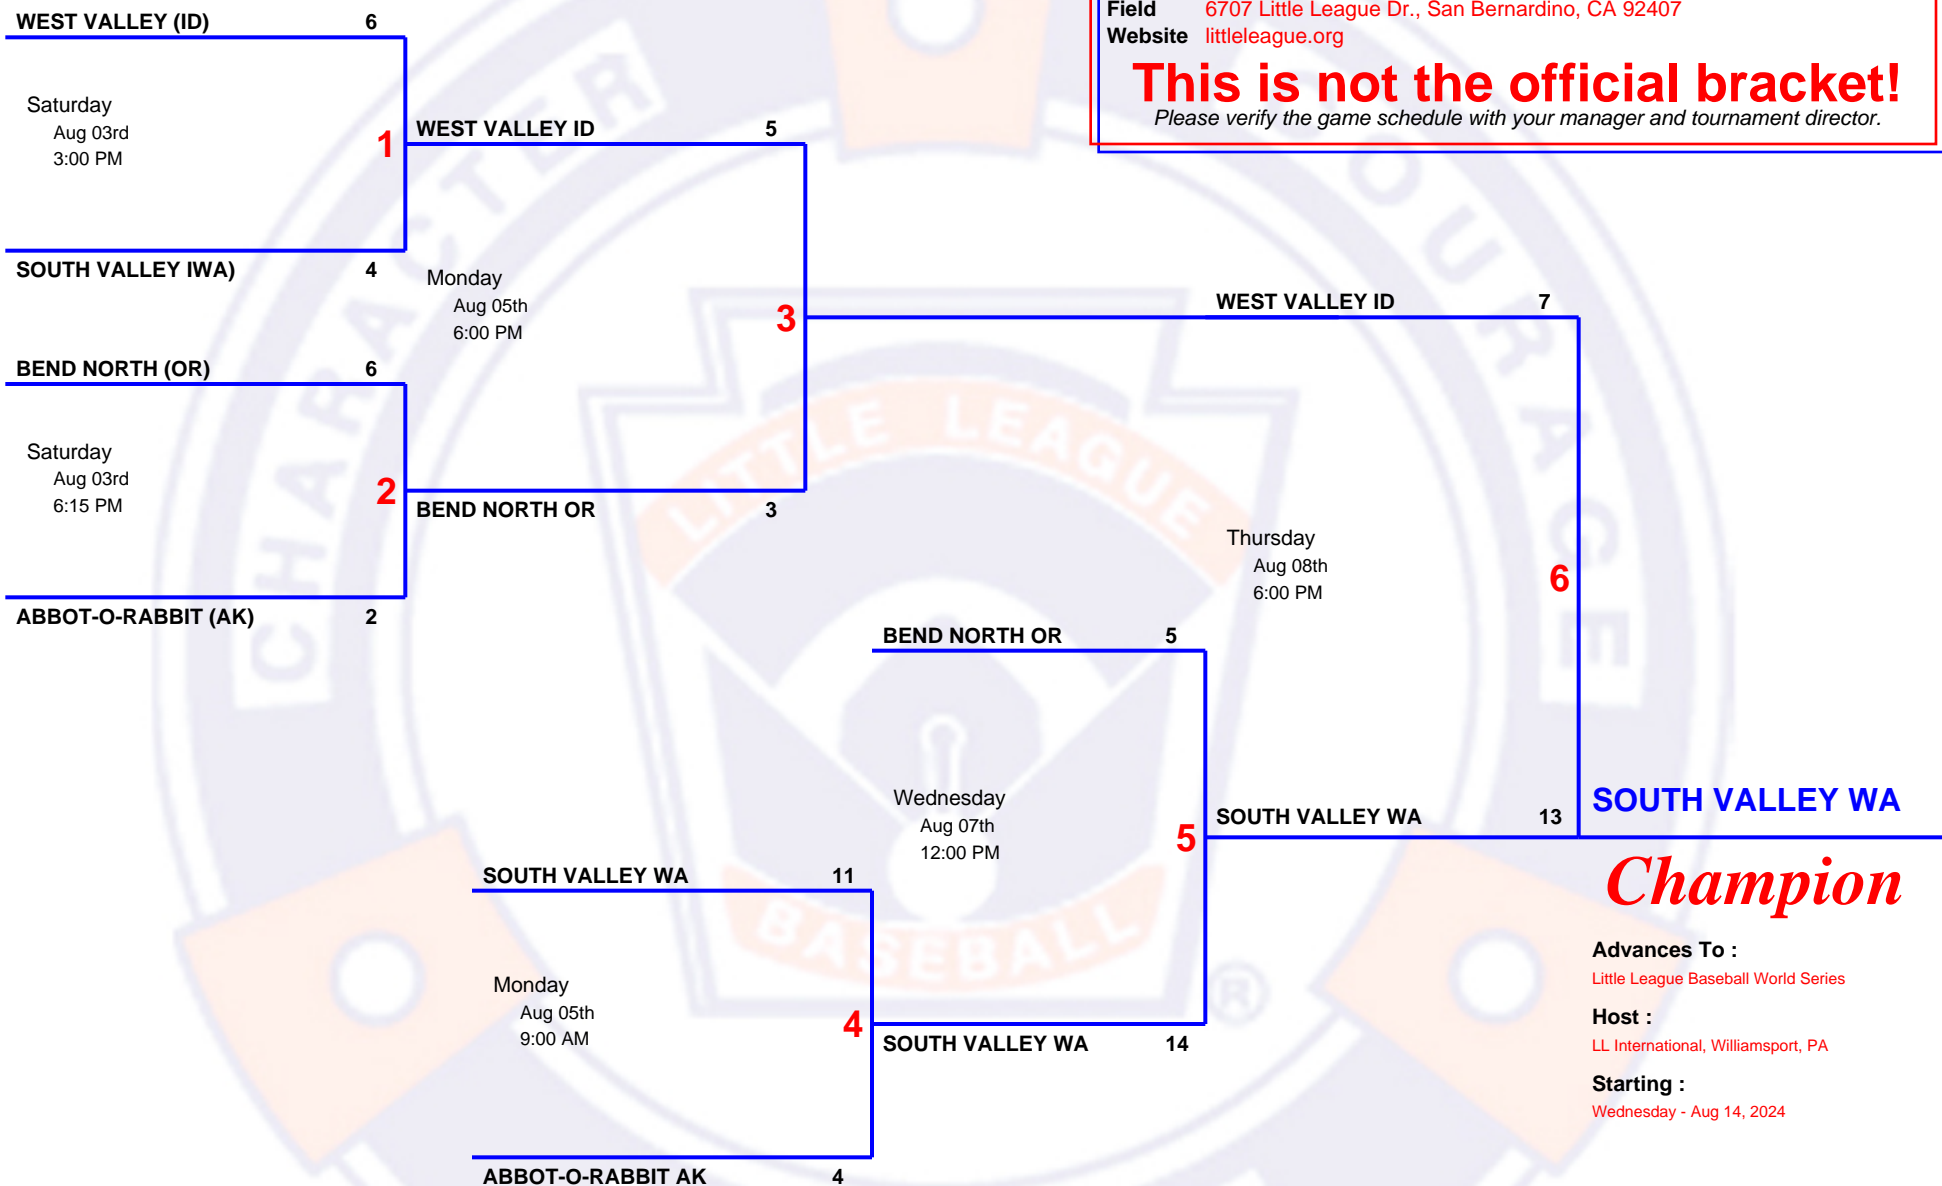 WEST VALLEY (ID) 6
Field 6707 Little League Dr., San Bernardino, CA 92407
Website littleleague.org
This is not the official bracket!
Please verify the game schedule with your manager and tournament director.
Saturday
Aug 03rd
3:00 PM
1
WEST VALLEY ID 5
SOUTH VALLEY IWA) 4
Monday
Aug 05th
6:00 PM
3
WEST VALLEY ID 7
BEND NORTH (OR) 6
Saturday
Aug 03rd
6:15 PM
2
BEND NORTH OR 3
ABBOT-O-RABBIT (AK) 2
Thursday
Aug 08th
6:00 PM
6
BEND NORTH OR 5
Wednesday
Aug 07th
12:00 PM
5
SOUTH VALLEY WA 13
SOUTH VALLEY WA
Champion
SOUTH VALLEY WA 11
Monday
Aug 05th
9:00 AM
4
SOUTH VALLEY WA 14
ABBOT-O-RABBIT AK 4
Advances To :
Little League Baseball World Series
Host :
LL International, Williamsport, PA
Starting :
Wednesday - Aug 14, 2024
CHARACTER
COURAGE
LITTLE LEAGUE
BASEBALL
®